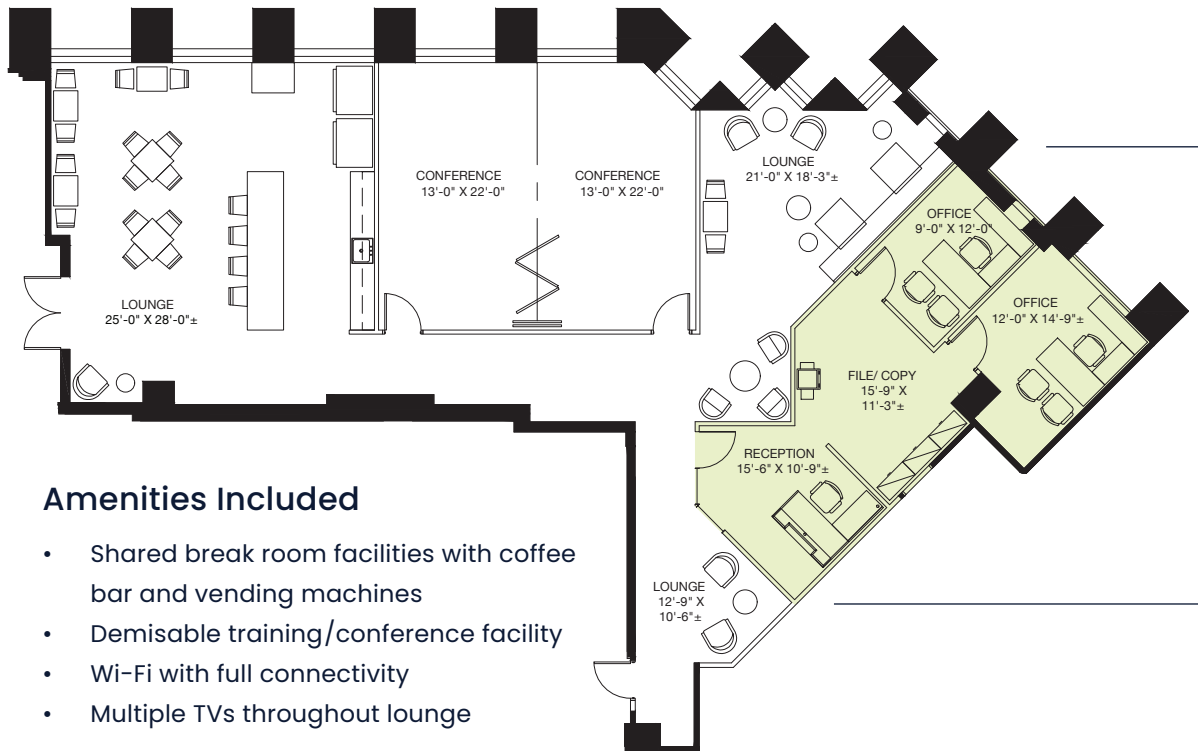 CONFERENCE
13'-0" X 22'-0"
CONFERENCE
13'-0" X 22'-0"
LOUNGE
21'-0" X 18'-3"±
OFFICE
9'-0" X 12'-0"
LOUNGE
25'-0" X 28'-0"±
OFFICE
12'-0" X 14'-9"±
FILE/ COPY
15'-9" X
11'-3"±
RECEPTION
15'-6" X 10'-9"±
LOUNGE
12'-9" X
10'-6"±
Amenities Included
• Shared break room facilities with coffee
bar and vending machines
• Demisable training/conference facility
• Wi-Fi with full connectivity
• Multiple TVs throughout lounge